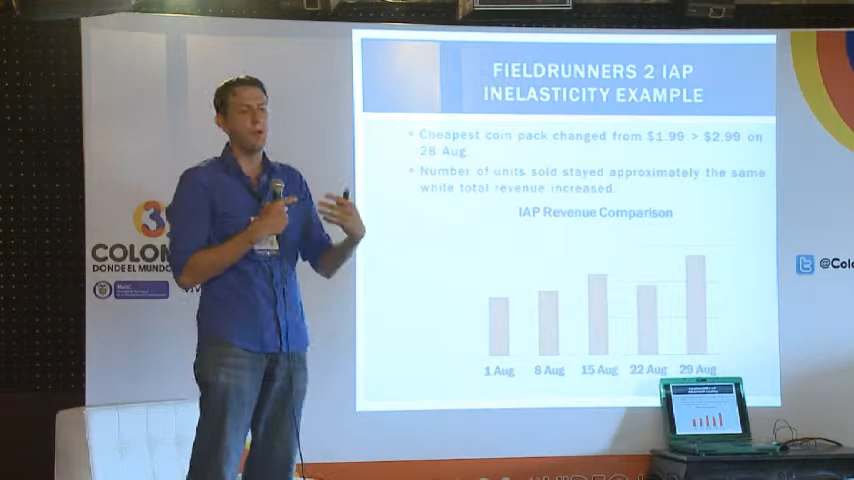 FIELDRUNNERS 2 IAP
INELASTICITY EXAMPLE
Cheapest coin pack changed from $1.99 > $2.99 on
28 Aug.
Number of units sold stayed approximately the same
while total revenue increased.
IAP Revenue Comparison
1 Aug 8 Aug 15 Aug 22 Aug 29 Aug
3
COLOM
DONDE EL MUND
@Colo